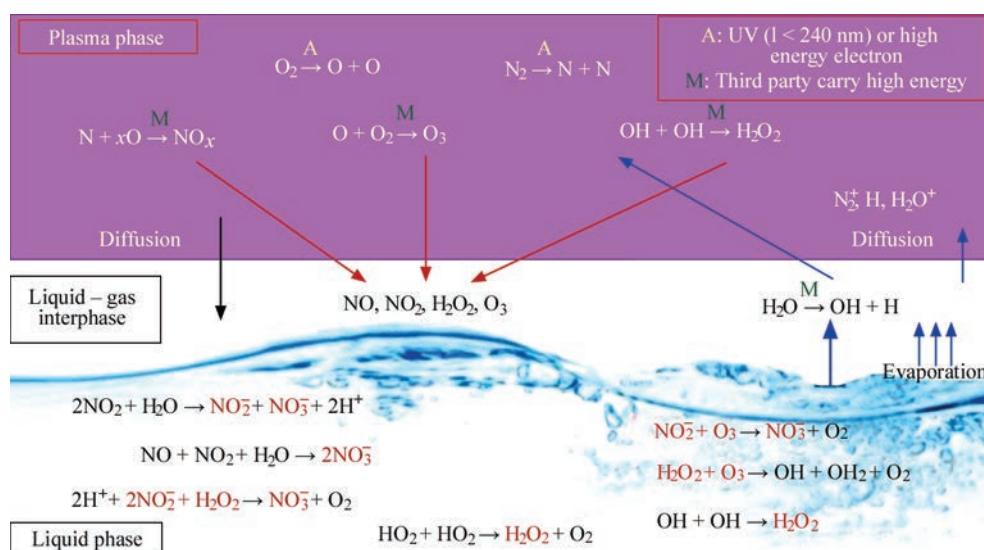 Plasma phase
A: UV (l < 240 nm) or high
energy electron
M: Third party carry high energy
A
O₂ → O + O
A
N₂ → N + N
M
N + xO → NOx
M
O + O₂ → O₃
M
OH + OH → H₂O₂
N₂⁺, H, H₂O⁺
Diffusion
Diffusion
Liquid – gas
interphase
NO, NO₂, H₂O₂, O₃
M
H₂O → OH + H
Evaporation
2NO₂ + H₂O → NO₂⁻ + NO₃⁻ + 2H⁺
NO + NO₂ + H₂O → 2NO₃⁻
2H⁺ + 2NO₂⁻ + H₂O₂ → NO₃⁻ + O₂
NO₂⁻ + O₃ → NO₃⁻ + O₂
H₂O₂ + O₃ → OH + OH₂ + O₂
OH + OH → H₂O₂
HO₂ + HO₂ → H₂O₂ + O₂
Liquid phase